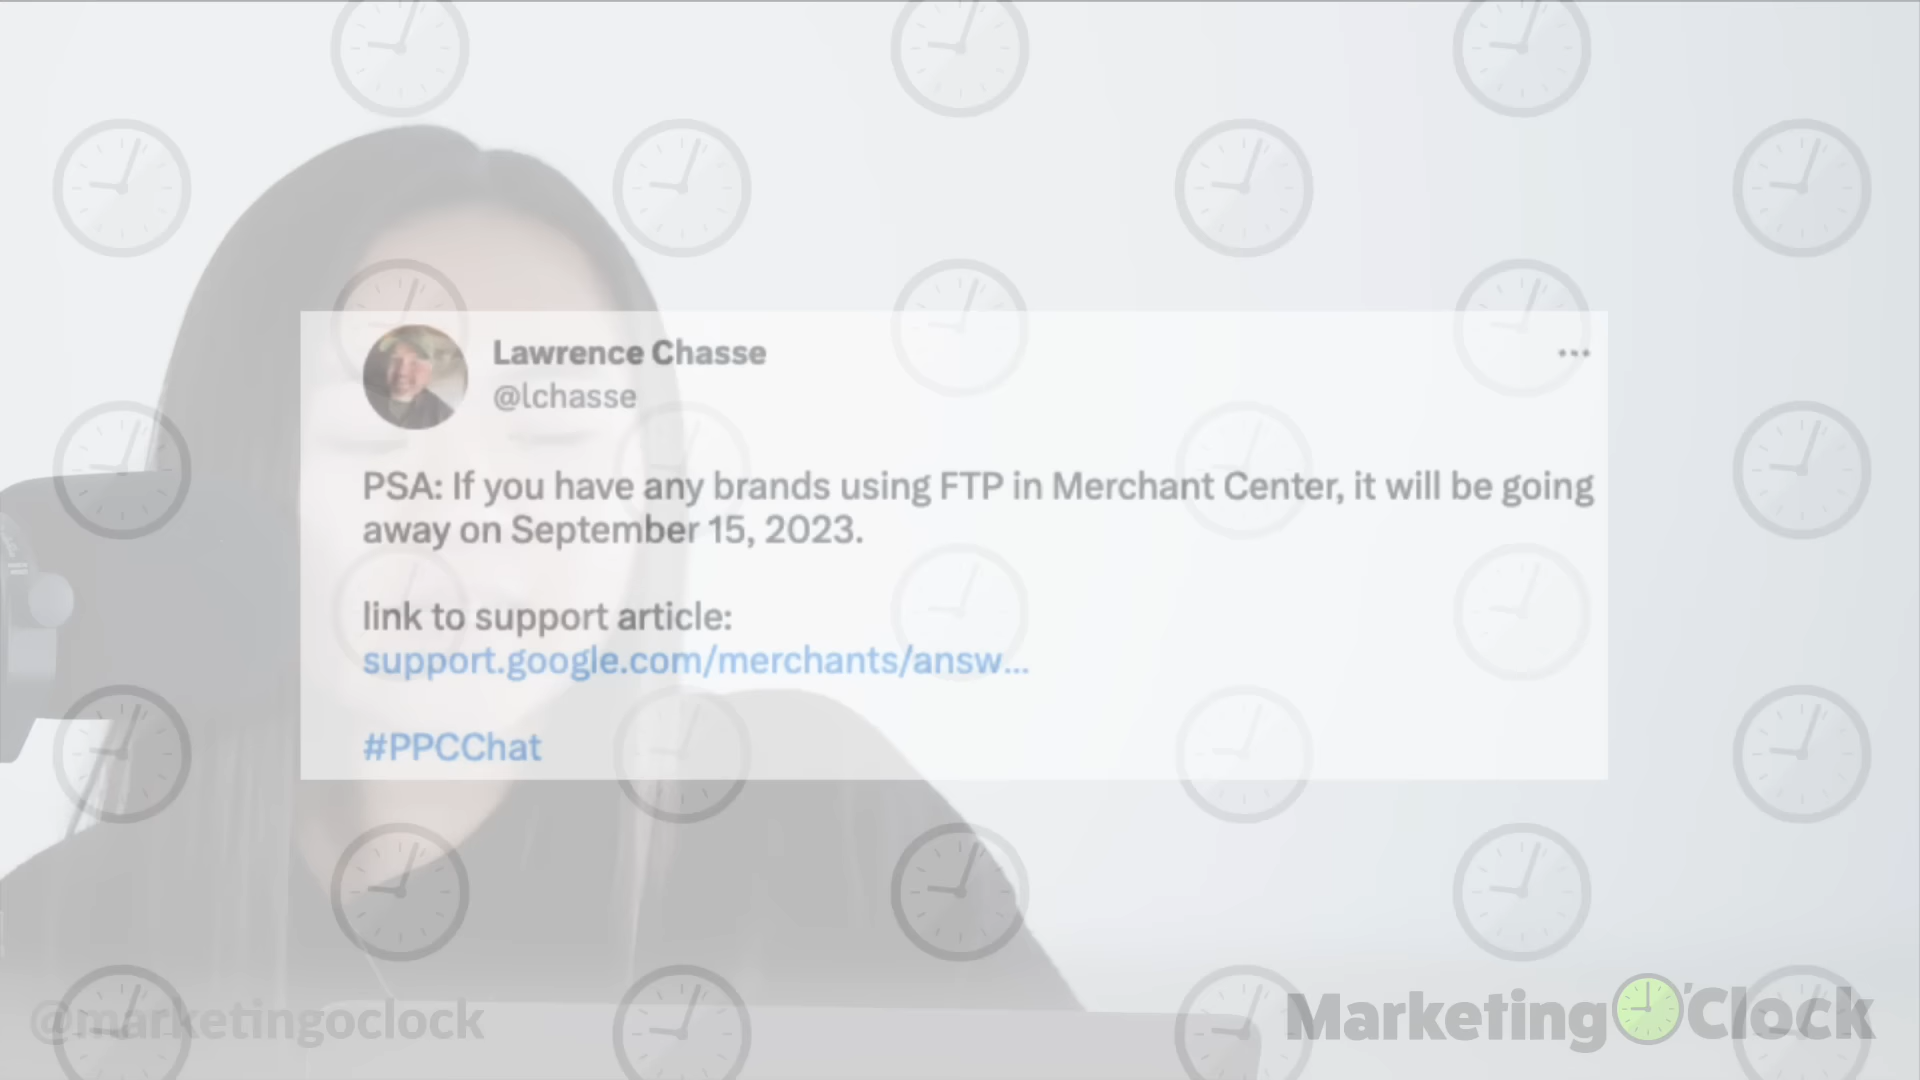 Lawrence Chasse
@lchasse
PSA: If you have any brands using FTP in Merchant Center, it will be going
away on September 15, 2023.
link to support article:
support.google.com/merchants/answ...
#PPCChat
@marketingoclock
Marketing O'Clock